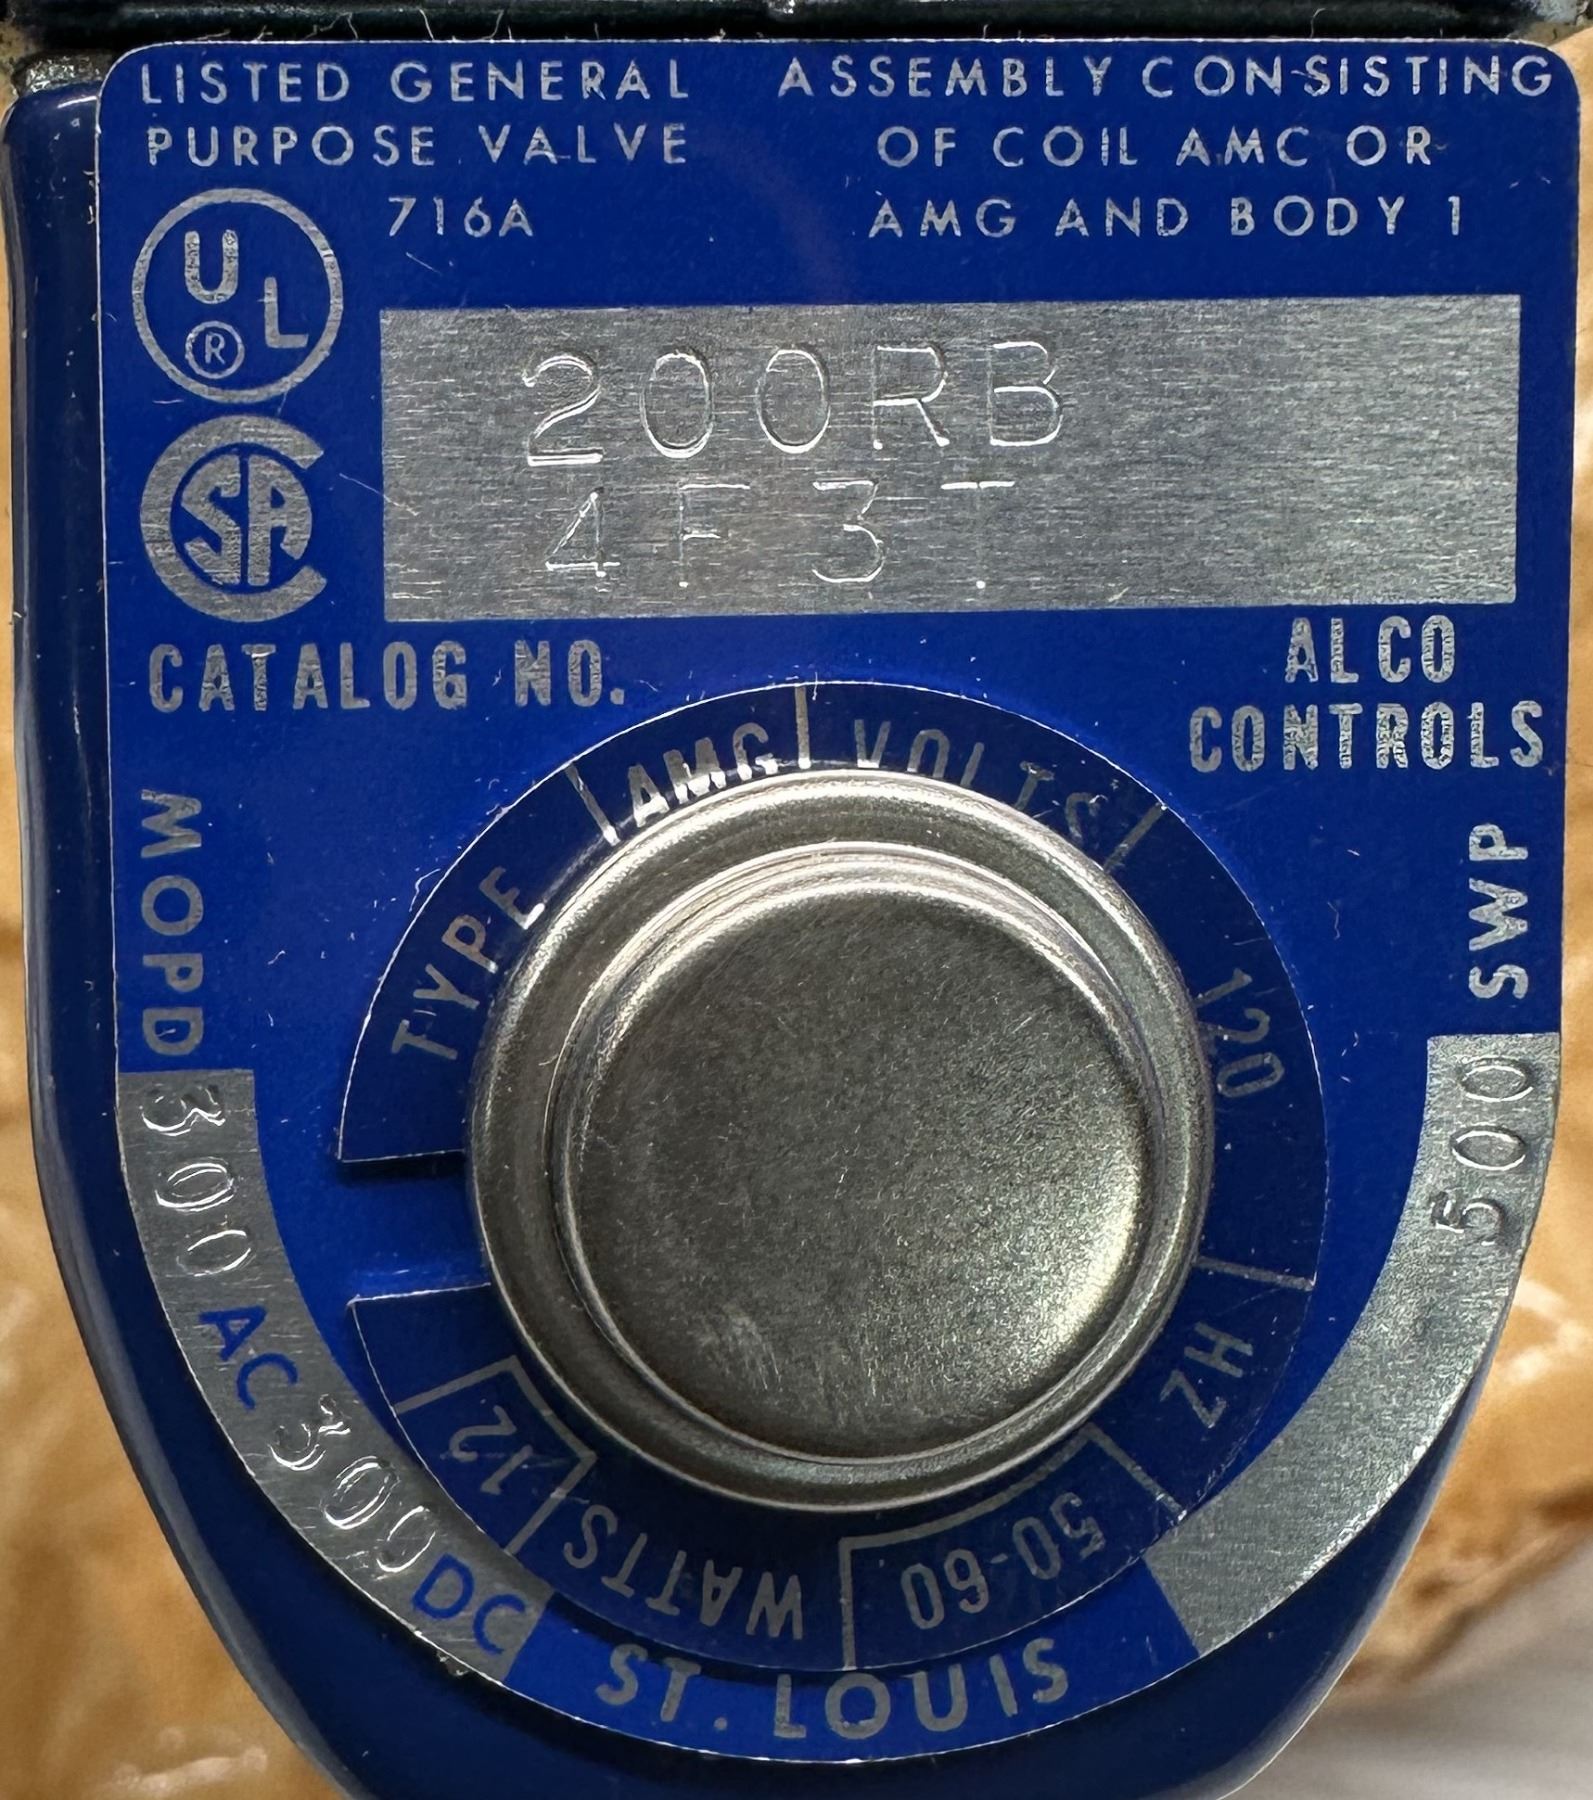 LISTED GENERAL
PURPOSE VALVE
716A
ASSEMBLY CONSISTING
OF COIL AMC OR
AMG AND BODY 1
UL
®
CSA
200RB
4F3T
CATALOG NO.
ALCO
CONTROLS
MOPD
300 AC 300 DC
SWP
500
TYPE AMG VOLTS 120 HZ 50-60 WATTS 12
ST. LOUIS